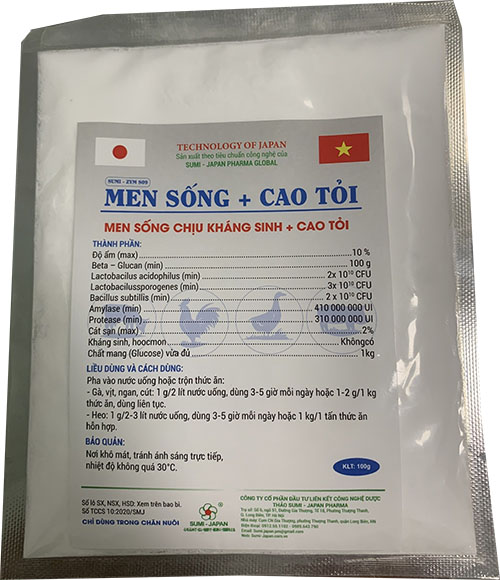 TECHNOLOGY OF JAPAN
Sản xuất theo tiêu chuẩn công nghệ của
SUMI - JAPAN PHARMA GLOBAL
SUMI - ZYM S09
MEN SỐNG + CAO TỎI
MEN SỐNG CHỊU KHÁNG SINH + CAO TỎI
THÀNH PHẦN:
Độ ẩm (max) 10 %
Beta – Glucan (min) 100 g
Lactobacillus acidophilus (min) 2x 10¹⁰ CFU
Lactobacillussporogenes (min) 3x 10¹⁰ CFU
Bacillus subtillis (min) 2 x 10¹⁰ CFU
Amylase (min) 410 000 000 UI
Protease (min) 310 000 000 UI
Cát sạn (max) 2%
Kháng sinh, hoocmon Khôngcó
Chất mang (Glucose) vừa đủ 1kg
LIỀU DÙNG VÀ CÁCH DÙNG:
Pha vào nước uống hoặc trộn thức ăn:
- Gà, vịt, ngan, cút: 1 g/2 lít nước uống, dùng 3-5 giờ mỗi ngày hoặc 1-2 g/1 kg
thức ăn, dùng liên tục.
- Heo: 1 g/2-3 lít nước uống, dùng 3-5 giờ mỗi ngày hoặc 1 kg/1 tấn thức ăn
hỗn hợp.
BẢO QUẢN:
Nơi khô mát, tránh ánh sáng trực tiếp,
nhiệt độ không quá 30°C.
KLT: 100g
Số lô SX, NSX, HSD: Xem trên bao bì.
Số TCCS 10:2020/SMJ
CHỈ DÙNG TRONG CHĂN NUÔI
SUMI - JAPAN
CÔNG TY CỔ PHẦN ĐẦU TƯ LIÊN KẾT CÔNG NGHỆ DƯỢC
THẢO SUMI - JAPAN PHARMA